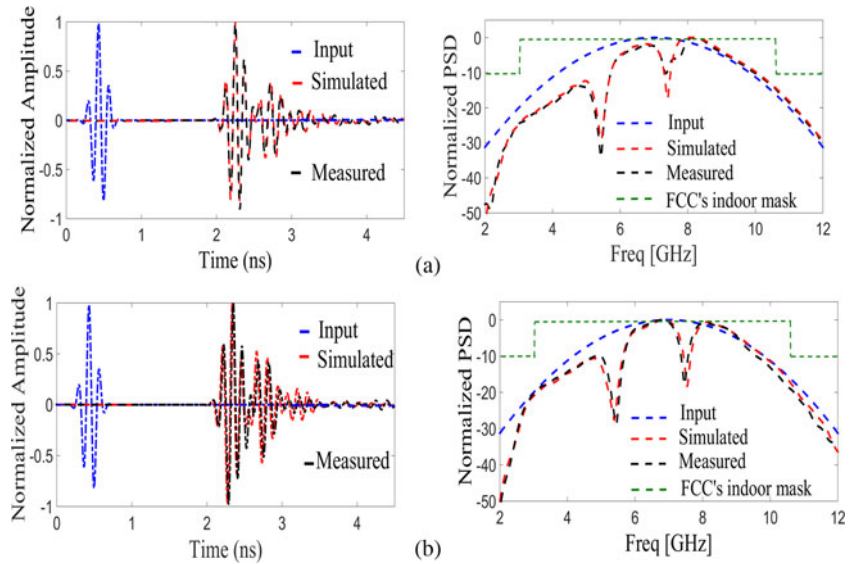 Normalized Amplitude
1
0.5
0
-0.5
-1
Input
Simulated
Measured
0 1 2 3 4
Time (ns)
Normalized PSD
0
-10
-20
-30
-40
-50
Input
Simulated
Measured
FCC's indoor mask
2 4 6 8 10 12
Freq [GHz]
(a)
Normalized Amplitude
1
0.5
0
-0.5
-1
Input
Simulated
Measured
0 1 2 3 4
Time (ns)
Normalized PSD
0
-10
-20
-30
-40
-50
Input
Simulated
Measured
FCC's indoor mask
2 4 6 8 10 12
Freq [GHz]
(b)